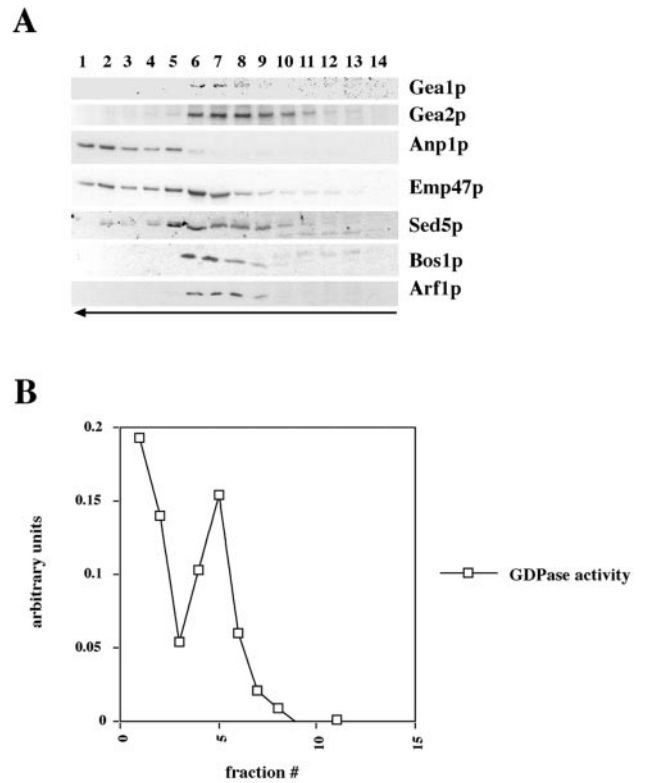 A
1 2 3 4 5 6 7 8 9 10 11 12 13 14
Gea1p
Gea2p
Anp1p
Emp47p
Sed5p
Bos1p
Arf1p
B
0.2
0.15
0.1
0.05
0
arbitrary units
0 5 10 15
fraction #
GDPase activity